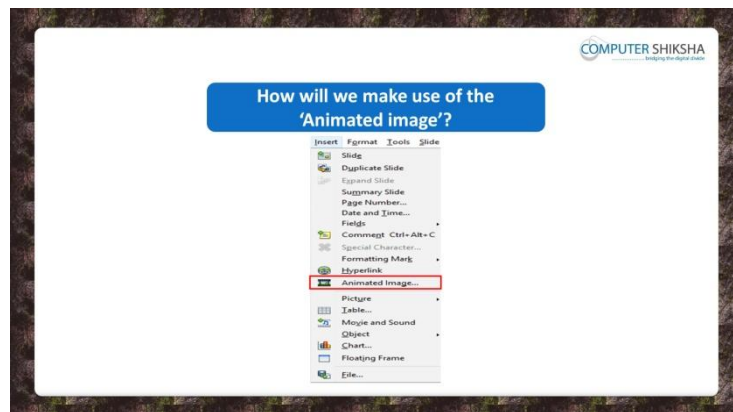 COMPUTER SHIKSHA
bridging the digital divide
How will we make use of the
'Animated image'?
Insert Format Tools Slide
Slide
Duplicate Slide
Expand Slide
Summary Slide
Page Number...
Date and Time...
Fields
Comment Ctrl+Alt+C
Special Character...
Formatting Mark
Hyperlink
Animated Image...
Picture
Table...
Movie and Sound
Object
Chart...
Floating Frame
File...